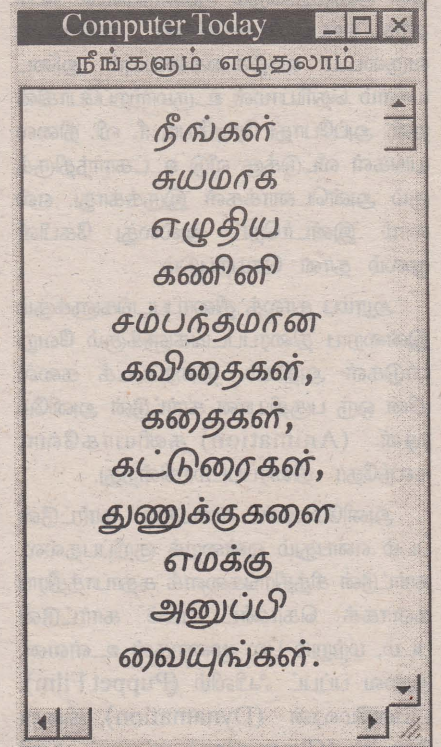 Computer Today
நீங்களும் எழுதலாம்
நீங்கள்
சுயமாக
எழுதிய
கணினி
சம்பந்தமான
கவிதைகள்,
கதைகள்,
கட்டுரைகள்,
துணுக்குகளை
எமக்கு
அனுப்பி
வையுங்கள்.